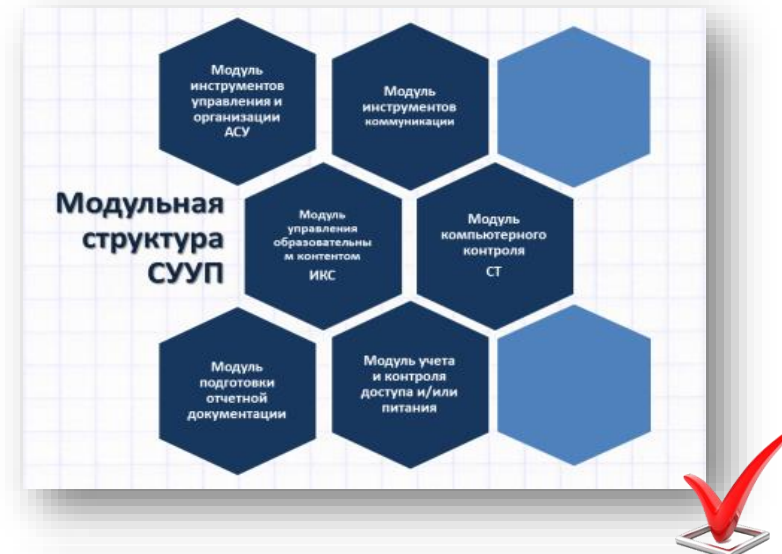 Модульная
структура
СУУП
Модуль
инструментов
управления и
организации
АСУ
Модуль
инструментов
коммуникации
Модуль
управления
образовательны
м контентом
ИКС
Модуль
компьютерного
контроля
СТ
Модуль
подготовки
отчетной
документации
Модуль учета
и контроля
доступа и/или
питания